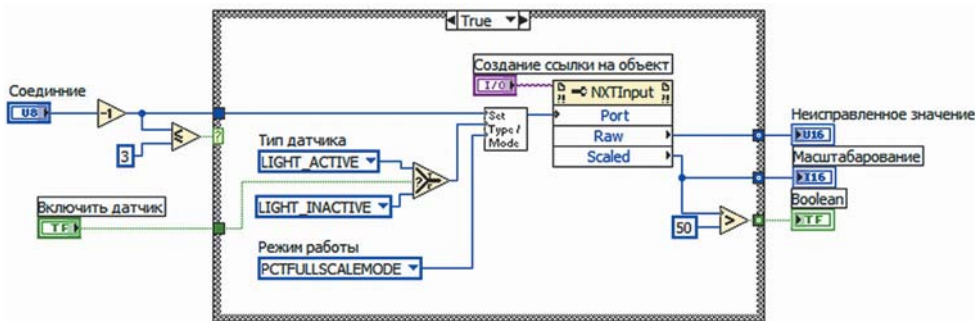 True
Создание ссылки на объект
I/O
NXTInput
Соединние
U8
-1
Set
Type/
Mode
Port
Raw
Scaled
Неисправленное значение
U16
3
≤
?
Тип датчика
LIGHT_ACTIVE
Масштабарование
I16
LIGHT_INACTIVE
?
T
F
Boolean
TF
Включить датчик
TF
50
>
Режим работы
PCTFULLSCALEMODE